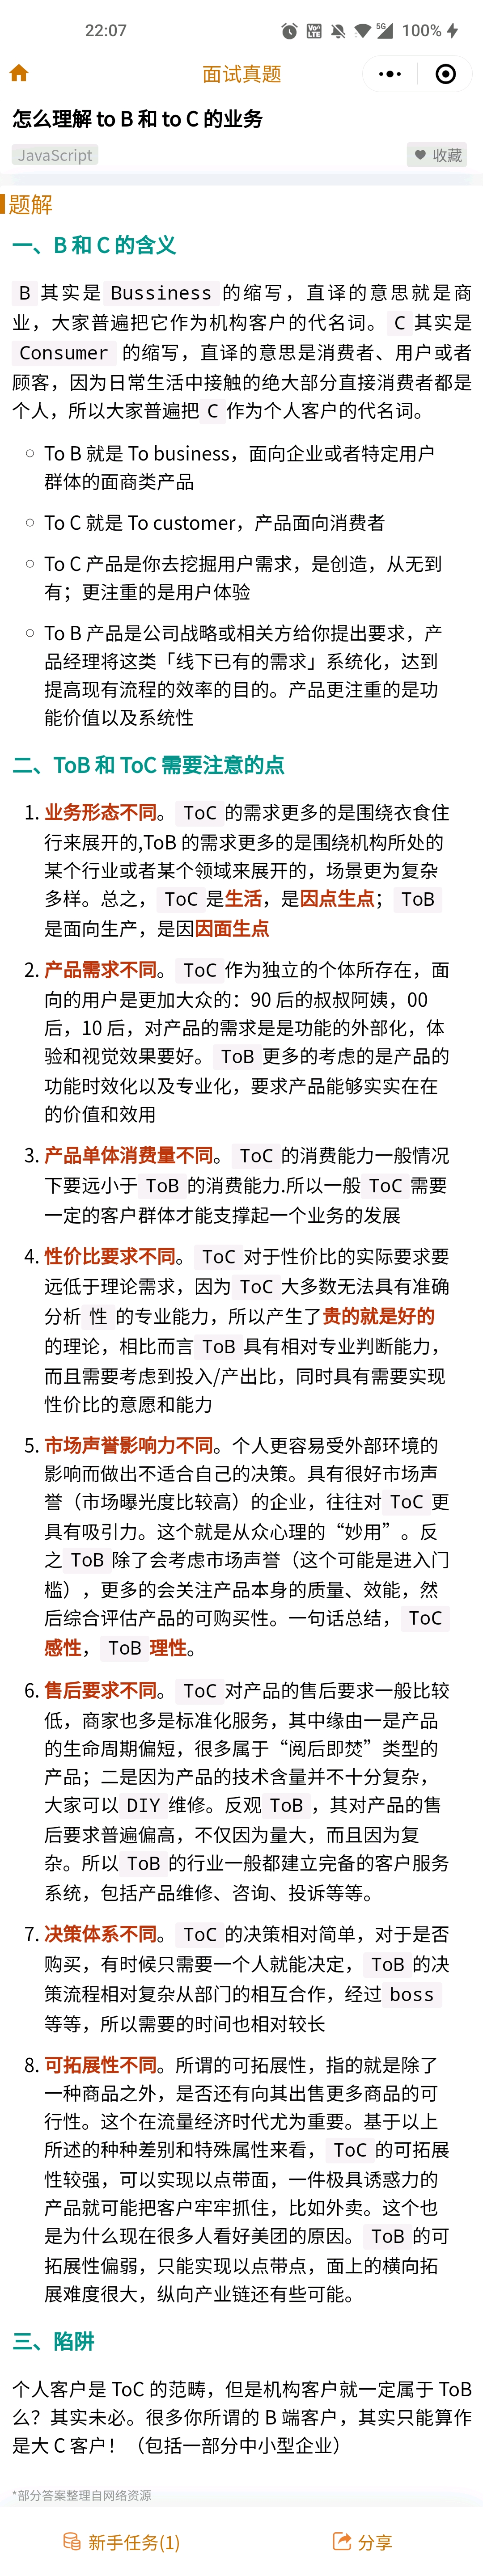 22:07
Vo LTE
5G
100%
面试真题
怎么理解 to B 和 to C 的业务
JavaScript
收藏
题解
一、B 和 C 的含义
B 其实是 Bussiness 的缩写，直译的意思就是商
业，大家普遍把它作为机构客户的代名词。 C 其实是
Consumer 的缩写，直译的意思是消费者、用户或者
顾客，因为日常生活中接触的绝大部分直接消费者都是
个人，所以大家普遍把 C 作为个人客户的代名词。
To B 就是 To business，面向企业或者特定用户
群体的面商类产品
To C 就是 To customer，产品面向消费者
To C 产品是你去挖掘用户需求，是创造，从无到
有；更注重的是用户体验
To B 产品是公司战略或相关方给你提出要求，产
品经理将这类「线下已有的需求」系统化，达到
提高现有流程的效率的目的。产品更注重的是功
能价值以及系统性
二、ToB 和 ToC 需要注意的点
1. 业务形态不同。 ToC 的需求更多的是围绕衣食住
行来展开的,ToB 的需求更多的是围绕机构所处的
某个行业或者某个领域来展开的，场景更为复杂
多样。总之， ToC 是生活，是因点生点； ToB
是面向生产，是因因面生点
2. 产品需求不同。 ToC 作为独立的个体所存在，面
向的用户是更加大众的：90 后的叔叔阿姨，00
后，10 后，对产品的需求是是功能的外部化，体
验和视觉效果要好。 ToB 更多的考虑的是产品的
功能时效化以及专业化，要求产品能够实实在在
的价值和效用
3. 产品单体消费量不同。 ToC 的消费能力一般情况
下要远小于 ToB 的消费能力.所以一般 ToC 需要
一定的客户群体才能支撑起一个业务的发展
4. 性价比要求不同。 ToC 对于性价比的实际要求要
远低于理论需求，因为 ToC 大多数无法具有准确
分析 性 的专业能力，所以产生了贵的就是好的
的理论，相比而言 ToB 具有相对专业判断能力，
而且需要考虑到投入/产出比，同时具有需要实现
性价比的意愿和能力
5. 市场声誉影响力不同。个人更容易受外部环境的
影响而做出不适合自己的决策。具有很好市场声
誉（市场曝光度比较高）的企业，往往对 ToC 更
具有吸引力。这个就是从众心理的“妙用”。反
之 ToB 除了会考虑市场声誉（这个可能是进入门
槛），更多的会关注产品本身的质量、效能，然
后综合评估产品的可购买性。一句话总结， ToC
感性， ToB 理性。
6. 售后要求不同。 ToC 对产品的售后要求一般比较
低，商家也多是标准化服务，其中缘由一是产品
的生命周期偏短，很多属于“阅后即焚”类型的
产品；二是因为产品的技术含量并不十分复杂，
大家可以 DIY 维修。反观 ToB ，其对产品的售
后要求普遍偏高，不仅因为量大，而且因为复
杂。所以 ToB 的行业一般都建立完备的客户服务
系统，包括产品维修、咨询、投诉等等。
7. 决策体系不同。 ToC 的决策相对简单，对于是否
购买，有时候只需要一个人就能决定， ToB 的决
策流程相对复杂从部门的相互合作，经过 boss
等等，所以需要的时间也相对较长
8. 可拓展性不同。所谓的可拓展性，指的就是除了
一种商品之外，是否还有向其出售更多商品的可
行性。这个在流量经济时代尤为重要。基于以上
所述的种种差别和特殊属性来看， ToC 的可拓展
性较强，可以实现以点带面，一件极具诱惑力的
产品就可能把客户牢牢抓住，比如外卖。这个也
是为什么现在很多人看好美团的原因。 ToB 的可
拓展性偏弱，只能实现以点带点，面上的横向拓
展难度很大，纵向产业链还有些可能。
三、陷阱
个人客户是 ToC 的范畴，但是机构客户就一定属于 ToB
么？其实未必。很多你所谓的 B 端客户，其实只能算作
是大 C 客户！（包括一部分中小型企业）
*部分答案整理自网络资源
新手任务(1)
分享